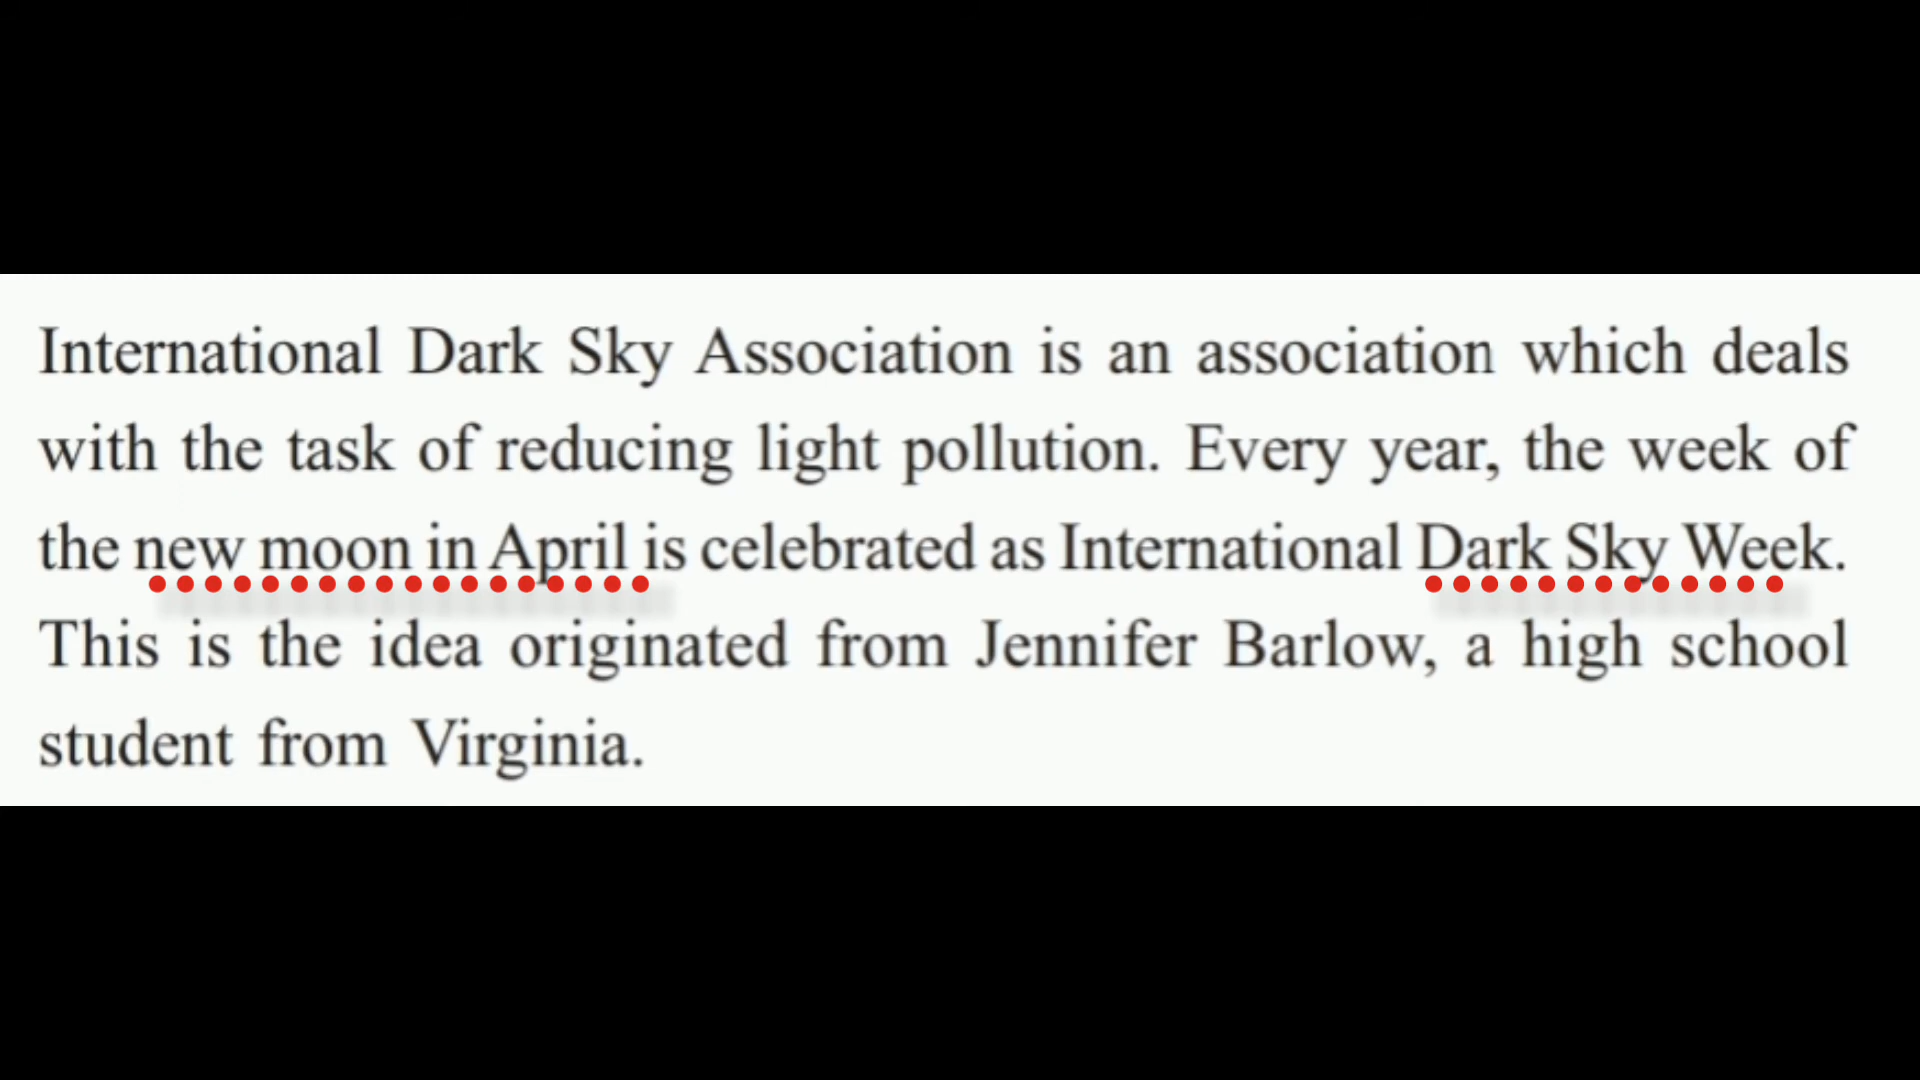 International Dark Sky Association is an association which deals
with the task of reducing light pollution. Every year, the week of
the new moon in April is celebrated as International Dark Sky Week.
This is the idea originated from Jennifer Barlow, a high school
student from Virginia.